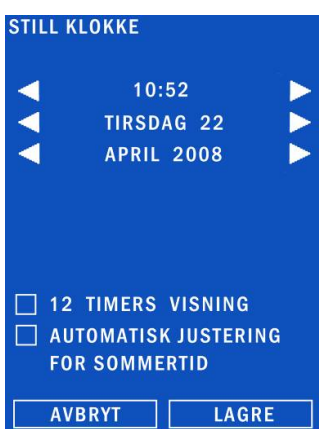 STILL KLOKKE
10:52
TIRSDAG 22
APRIL 2008
12 TIMERS VISNING
AUTOMATISK JUSTERING
FOR SOMMERTID
AVBRYT LAGRE